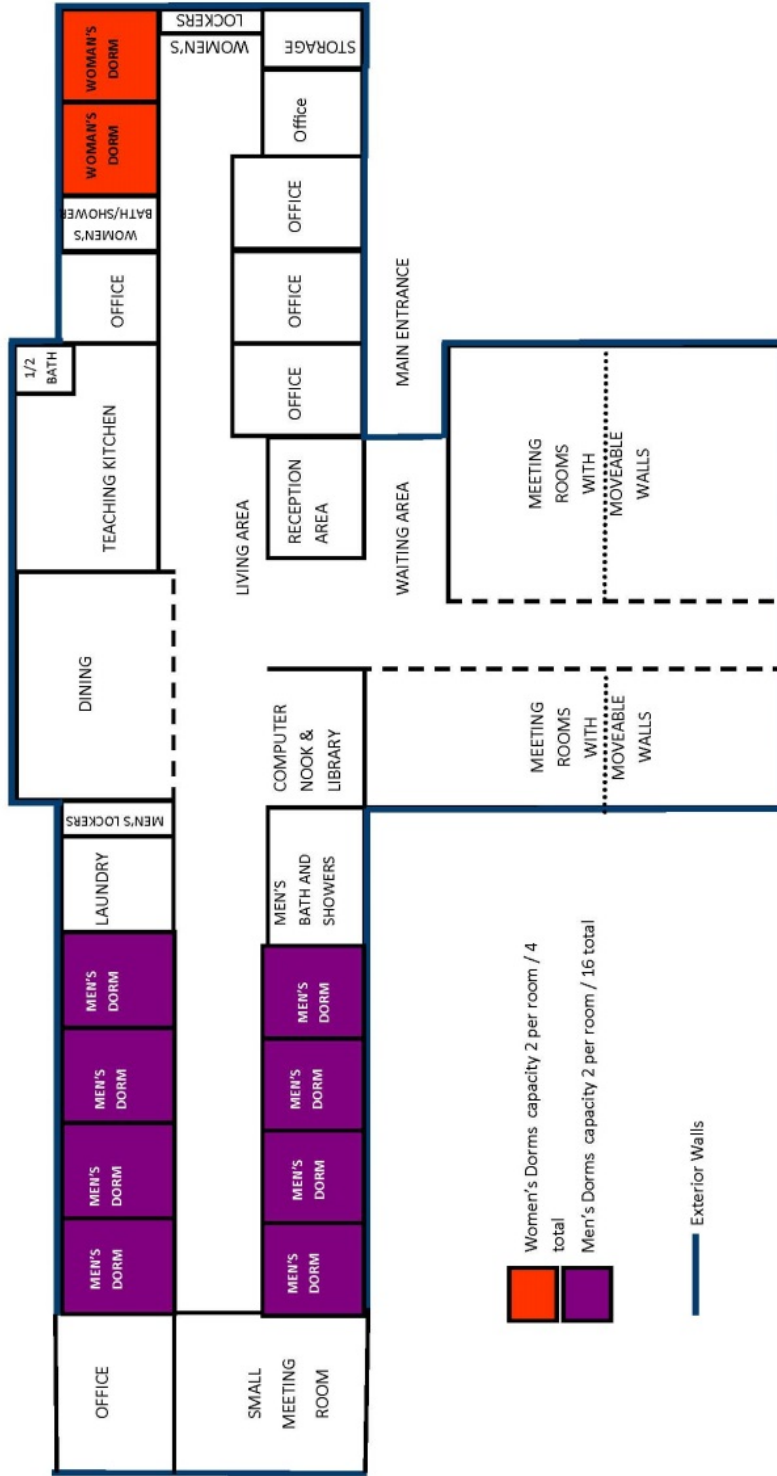 OFFICE
SMALL
MEETING
ROOM
MEN'S
DORM
MEN'S
DORM
MEN'S
DORM
MEN'S
DORM
MEN'S
DORM
MEN'S
DORM
MEN'S
DORM
MEN'S
DORM
LAUNDRY
MEN'S LOCKERS
MEN'S
BATH AND
SHOWERS
DINING
COMPUTER
NOOK &
LIBRARY
TEACHING KITCHEN
1/2
BATH
LIVING AREA
RECEPTION
AREA
WAITING AREA
MAIN ENTRANCE
OFFICE
WOMEN'S
BATH/SHOWER
WOMAN'S
DORM
WOMAN'S
DORM
OFFICE
OFFICE
OFFICE
Office
STORAGE
WOMEN'S
LOCKERS
MEETING
ROOMS
WITH
MOVEABLE
WALLS
MEETING
ROOMS
WITH
MOVEABLE
WALLS
Women's Dorms capacity 2 per room / 4
total
Men's Dorms capacity 2 per room / 16 total
Exterior Walls